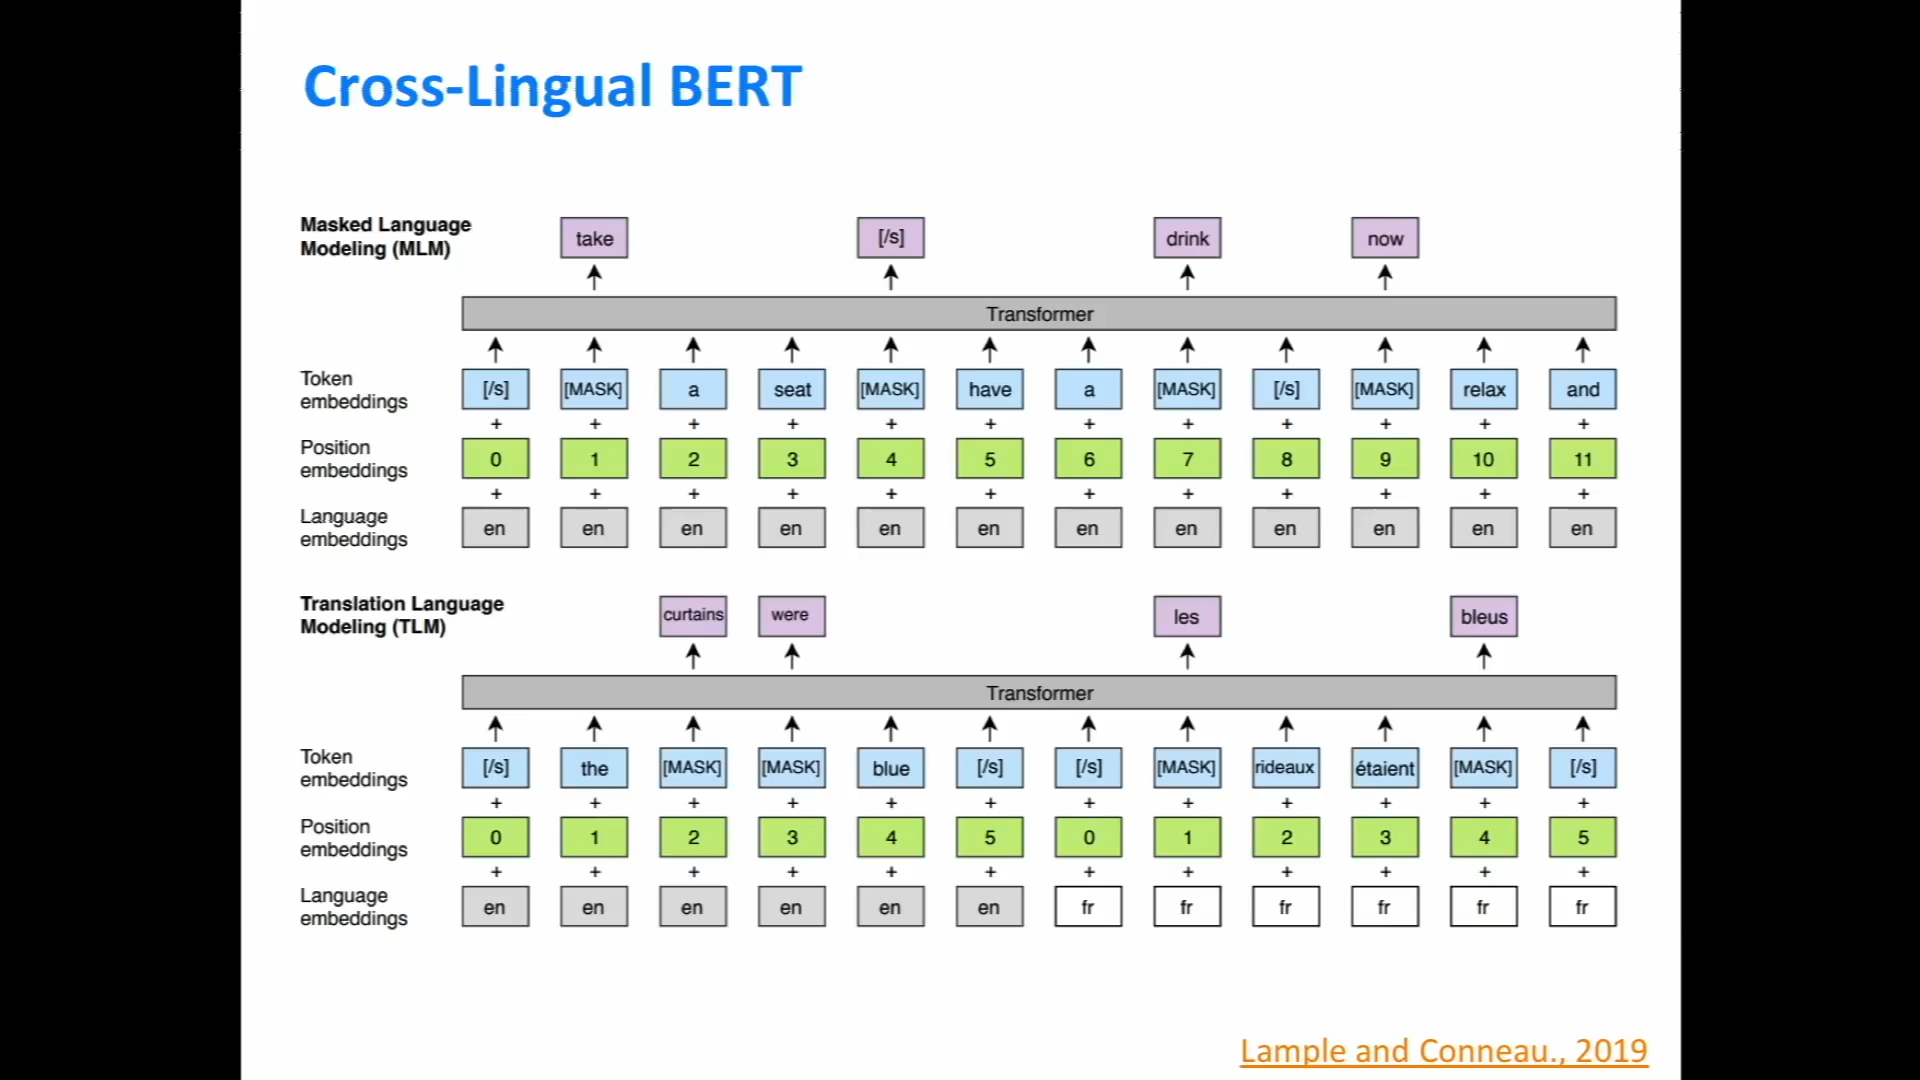 Cross-Lingual BERT
Masked Language
Modeling (MLM)
take [/s] drink now
Transformer
Token
embeddings
[/s] [MASK] a seat [MASK] have a [MASK] [/s] [MASK] relax and
+ + + + + + + + + + + +
Position
embeddings
0 1 2 3 4 5 6 7 8 9 10 11
+ + + + + + + + + + + +
Language
embeddings
en en en en en en en en en en en en
Translation Language
Modeling (TLM)
curtains were les bleus
Transformer
Token
embeddings
[/s] the [MASK] [MASK] blue [/s] [/s] [MASK] rideaux étaient [MASK] [/s]
+ + + + + + + + + + + +
Position
embeddings
0 1 2 3 4 5 0 1 2 3 4 5
+ + + + + + + + + + + +
Language
embeddings
en en en en en en fr fr fr fr fr fr
Lample and Conneau., 2019